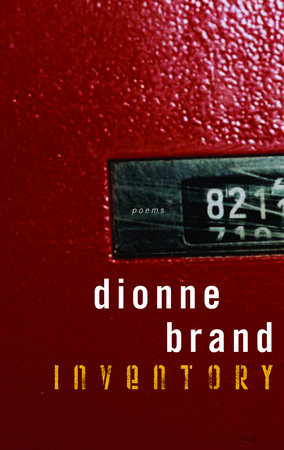 poems
821
dionne
brand
INVENTORY